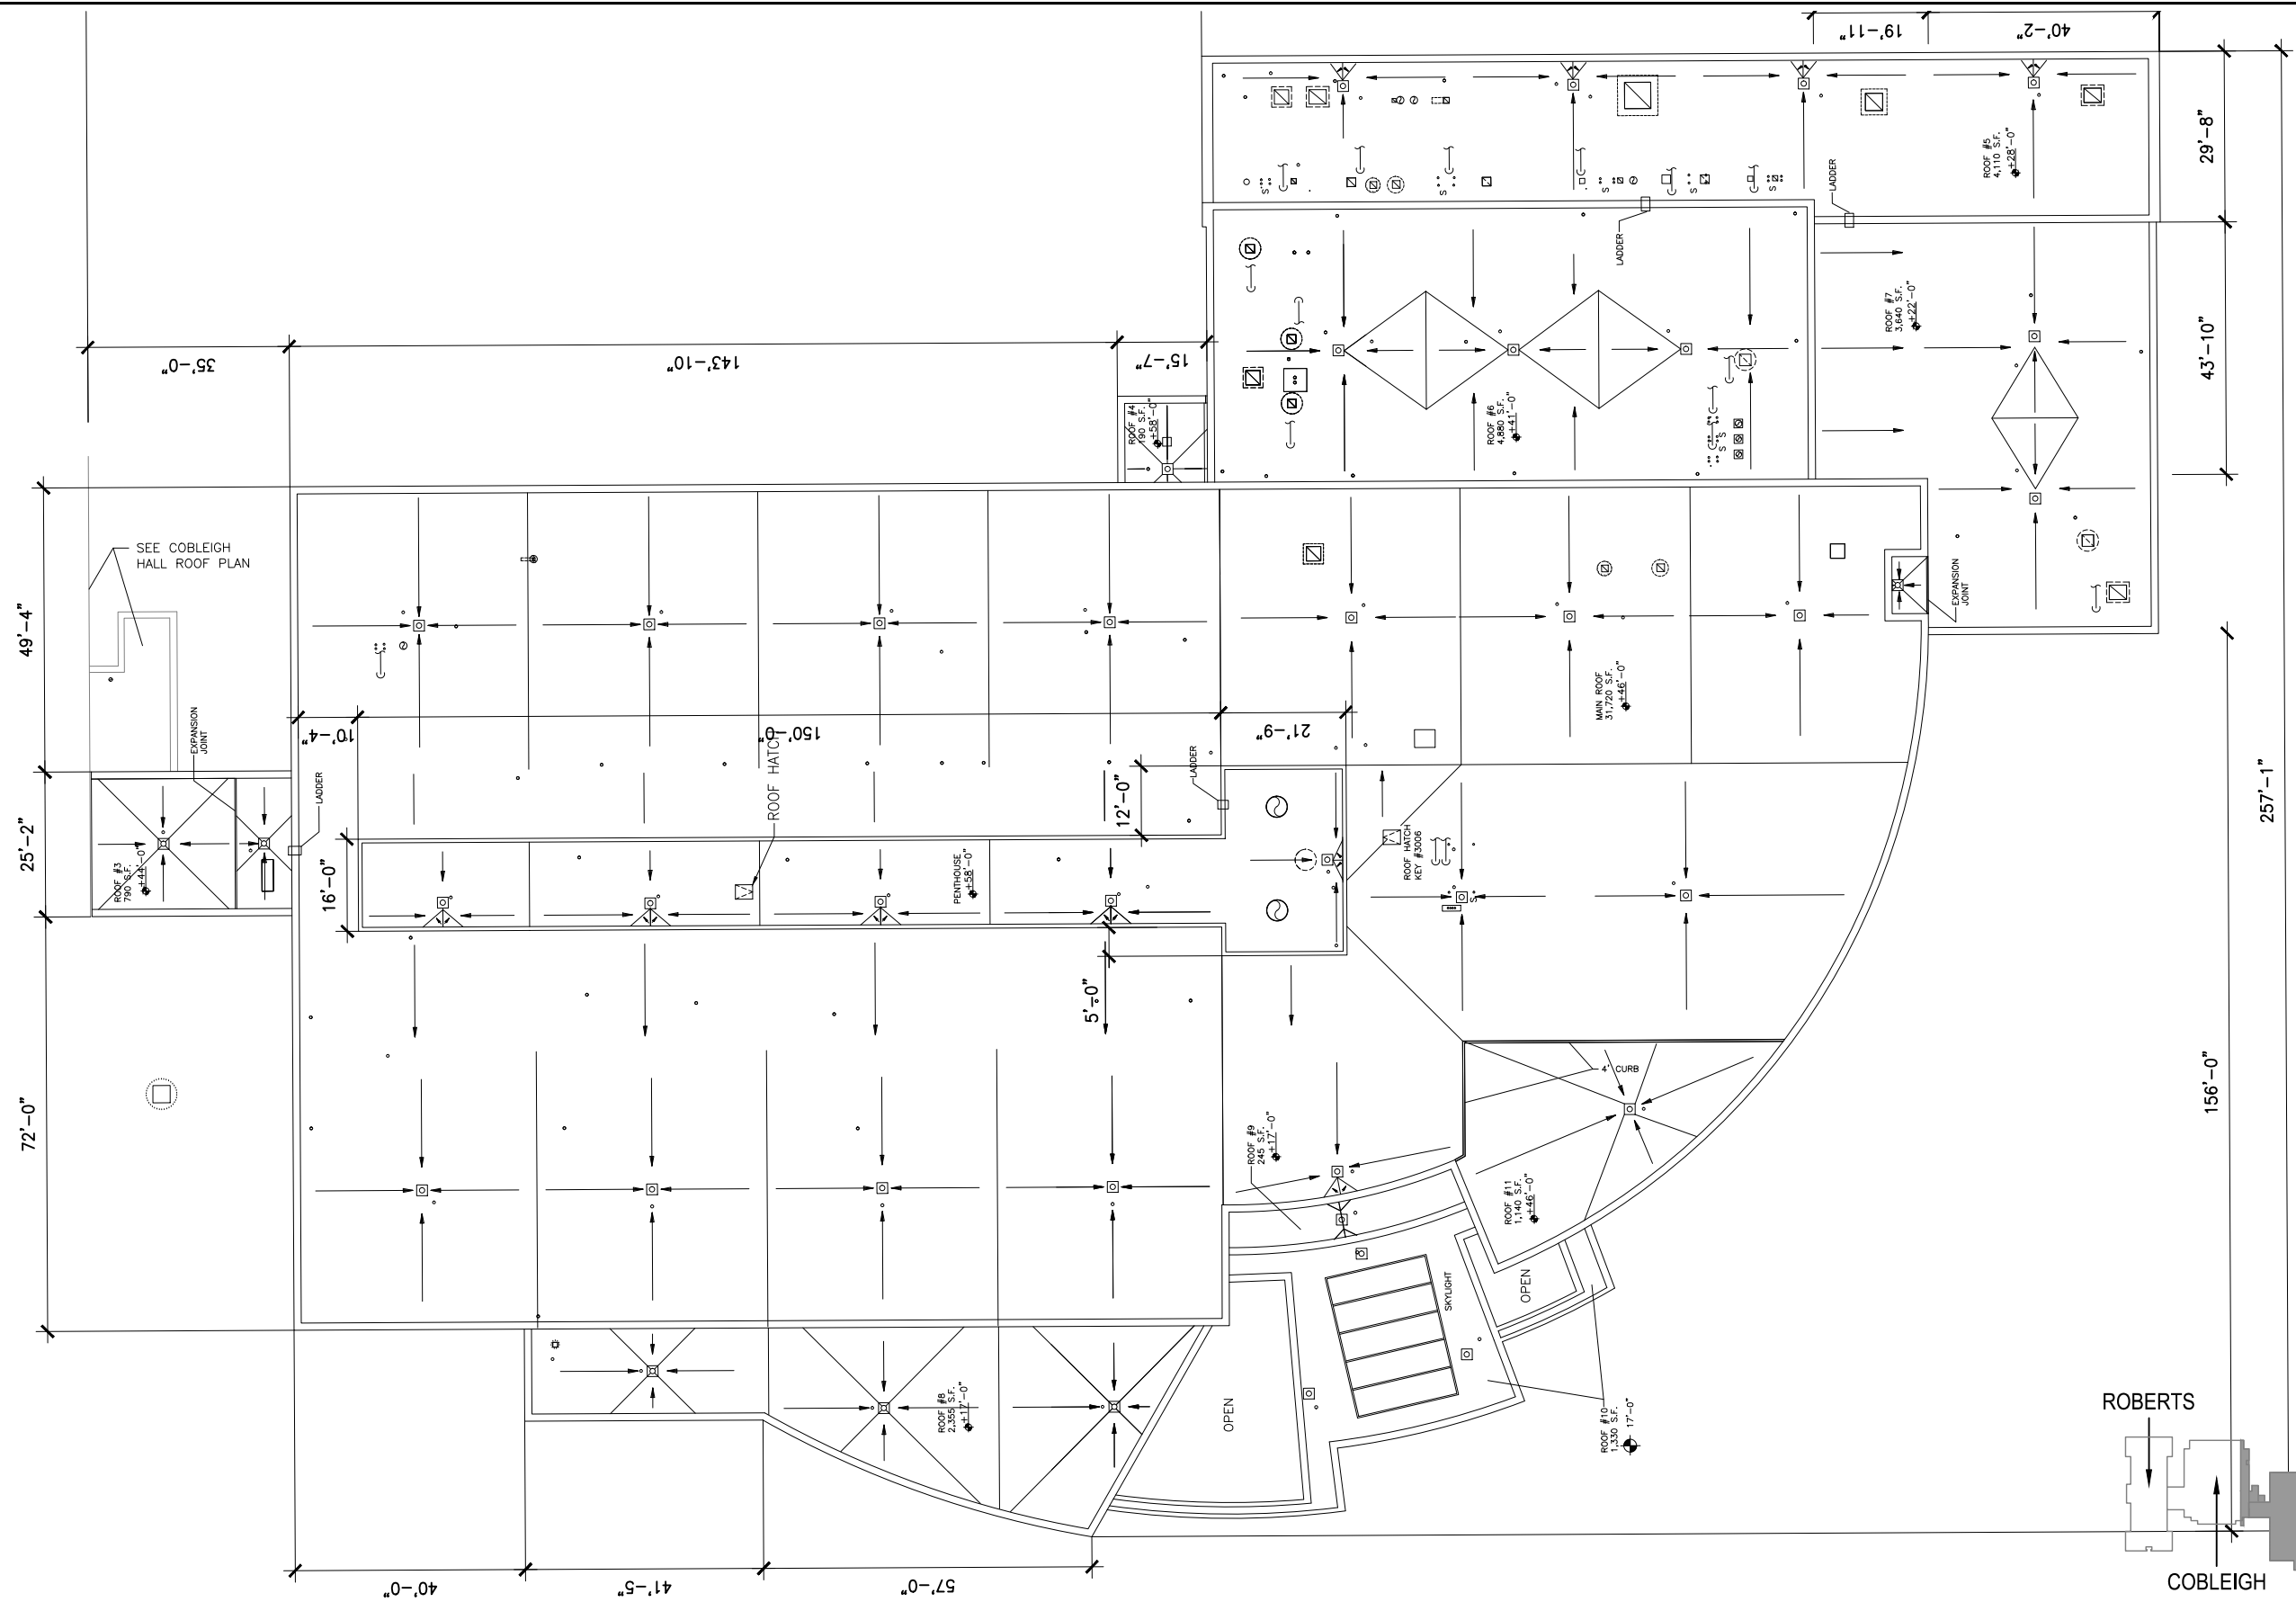 19'-11"
40'-2"
29'-8"
ROOF #5
4,110 S.F.
+28'-0"
LADDER
LADDER
ROOF #7
3,640 S.F.
+22'-0"
43'-10"
35'-0"
143'-10"
15'-7"
ROOF #4
190 S.F.
+58'-0"
ROOF #6
4,880 S.F.
+41'-0"
S
S
S
S
S
S
S
SEE COBLEIGH
HALL ROOF PLAN
49'-4"
EXPANSION
JOINT
EXPANSION
JOINT
MAIN ROOF
31,720 S.F.
+46'-0"
10'-4"
150'-0"
21'-9"
ROOF HATCH
LADDER
LADDER
12'-0"
257'-1"
25'-2"
ROOF #3
790 S.F.
+44'-0"
16'-0"
PENTHOUSE
+58'-0"
ROOF HATCH
KEY #3006
S
5'-0"
72'-0"
4' CURB
156'-0"
ROOF #9
245 S.F.
+17'-0"
ROOF #11
1,140 S.F.
+46'-0"
SKYLIGHT
OPEN
OPEN
ROOF #8
2,355 S.F.
+17'-0"
ROOF #10
1,330 S.F.
17'-0"
ROBERTS
COBLEIGH
40'-0"
41'-5"
57'-0"